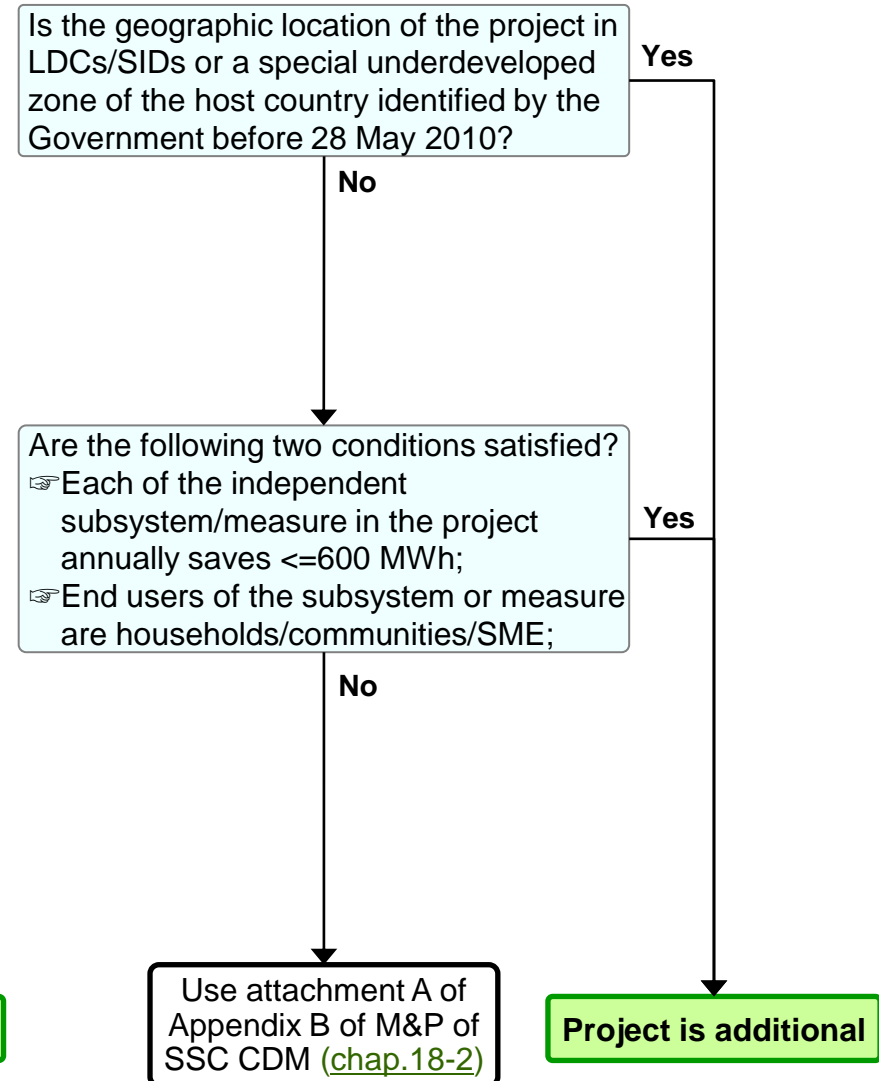 Is the geographic location of the project in
LDCs/SIDs or a special underdeveloped
zone of the host country identified by the
Government before 28 May 2010?
Yes
No
Are the following two conditions satisfied?
☞Each of the independent
subsystem/measure in the project
annually saves <=600 MWh;
☞End users of the subsystem or measure
are households/communities/SME;
Yes
No
Use attachment A of
Appendix B of M&P of
SSC CDM (chap.18-2)
Project is additional